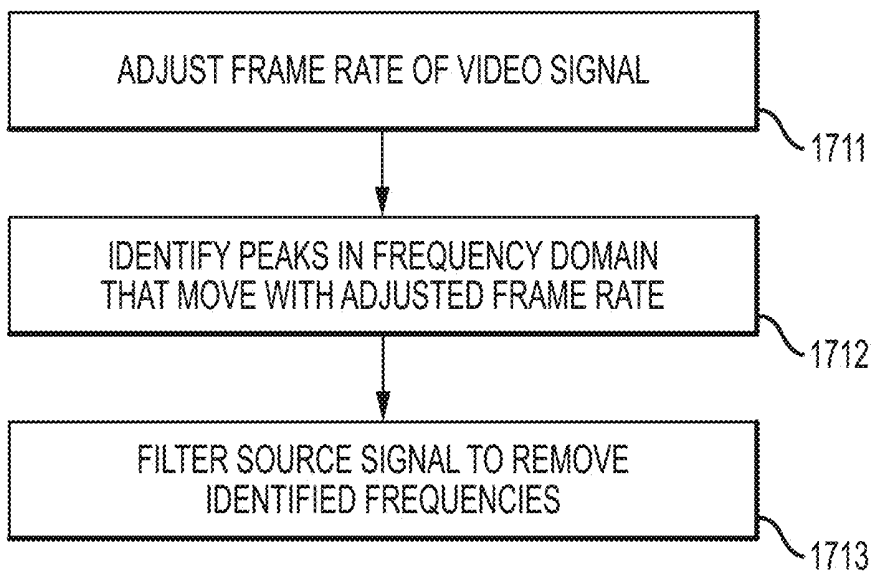 ADJUST FRAME RATE OF VIDEO SIGNAL
1711
IDENTIFY PEAKS IN FREQUENCY DOMAIN
THAT MOVE WITH ADJUSTED FRAME RATE
1712
FILTER SOURCE SIGNAL TO REMOVE
IDENTIFIED FREQUENCIES
1713